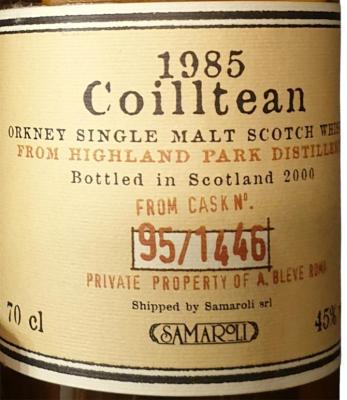 1985
Coilltean
ORKNEY SINGLE MALT SCOTCH
FROM HIGHLAND PARK
Bottled in Scotland 2000
FROM CASK Nº.
95/1446
PRIVATE PROPERTY OF A. BLEVE ROMA
Shipped by Samaroli srl
70 cl
45%
SAMAROLI